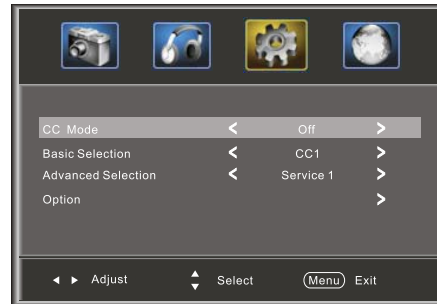 CC Mode < Off >
Basic Selection < CC1 >
Advanced Selection < Service 1 >
Option >
Adjust Select Menu Exit